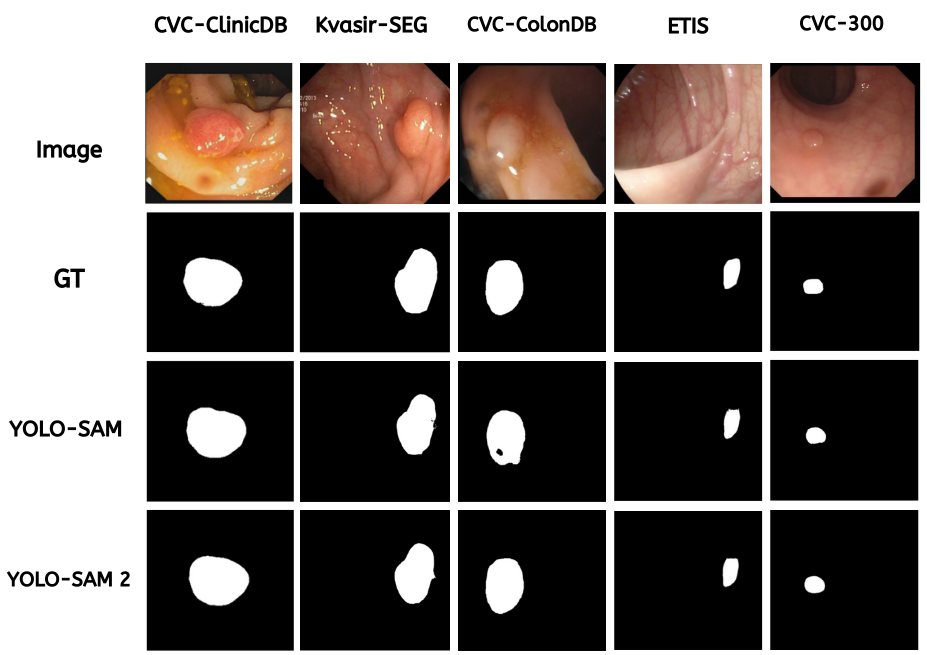 CVC-ClinicDB Kvasir-SEG CVC-ColonDB ETIS CVC-300
Image
GT
YOLO-SAM
YOLO-SAM 2